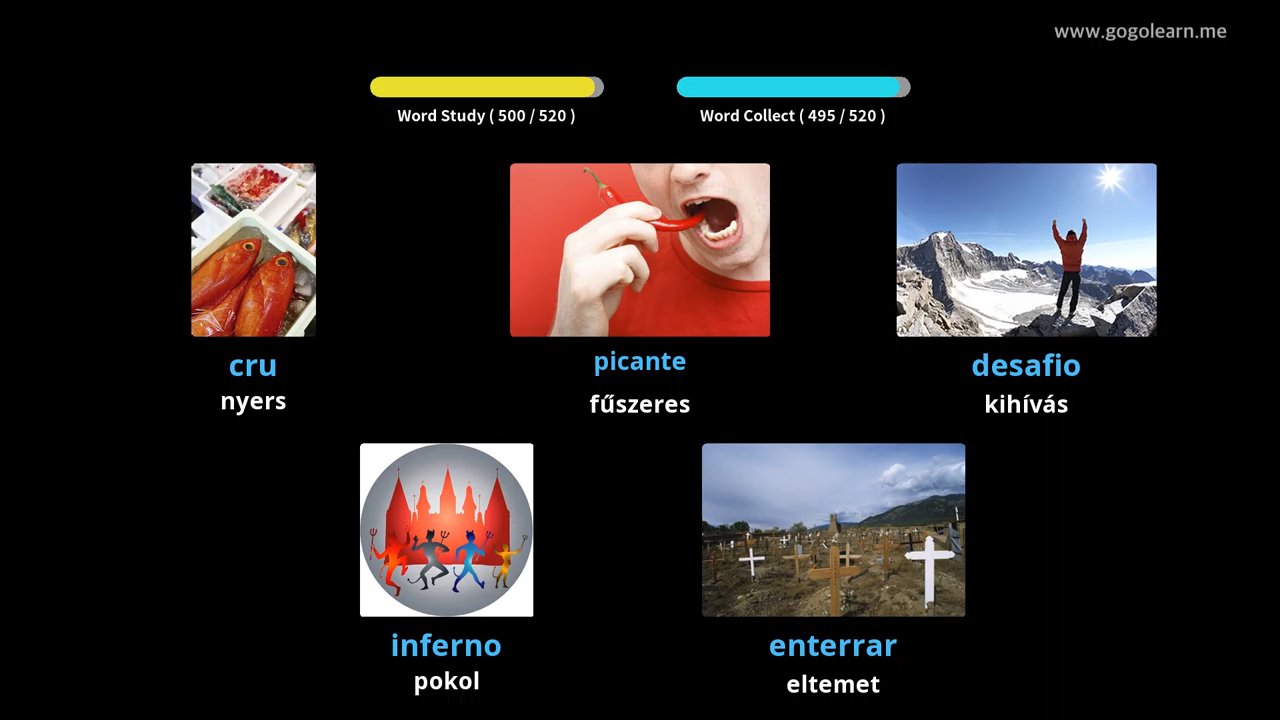 www.gogolearn.me
Word Study ( 500 / 520 )
Word Collect ( 495 / 520 )
cru
nyers
picante
fűszeres
desafio
kihívás
inferno
pokol
enterrar
eltemet